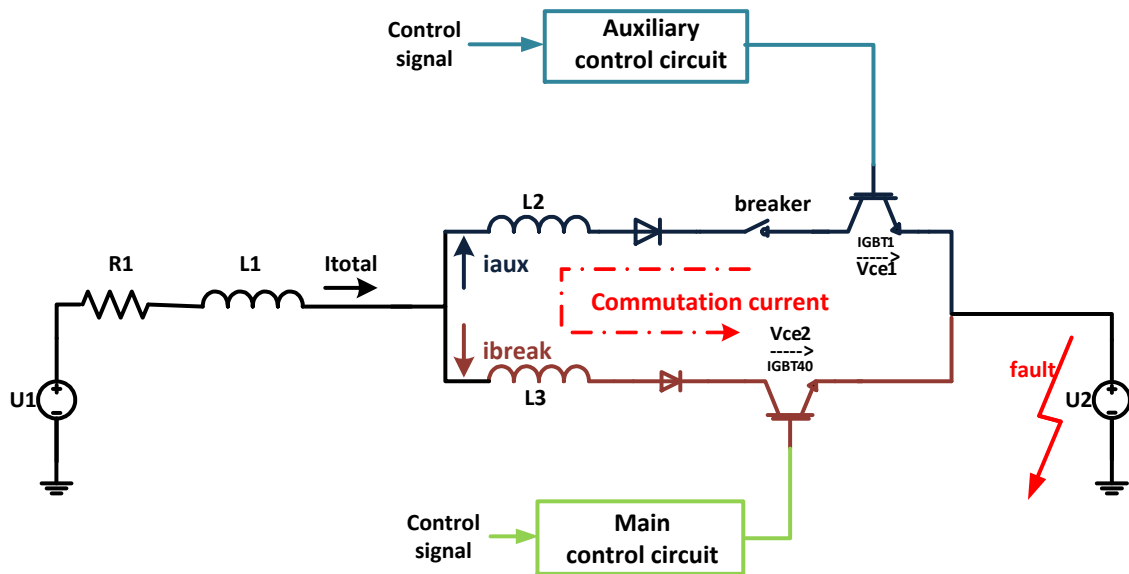 Control
signal
Auxiliary
control circuit
L2
breaker
IGBT1
----->
Vce1
R1
L1
Itotal
iaux
Commutation current
Vce2
----->
IGBT40
ibreak
L3
U1
+
-
fault
U2
+
-
Control
signal
Main
control circuit